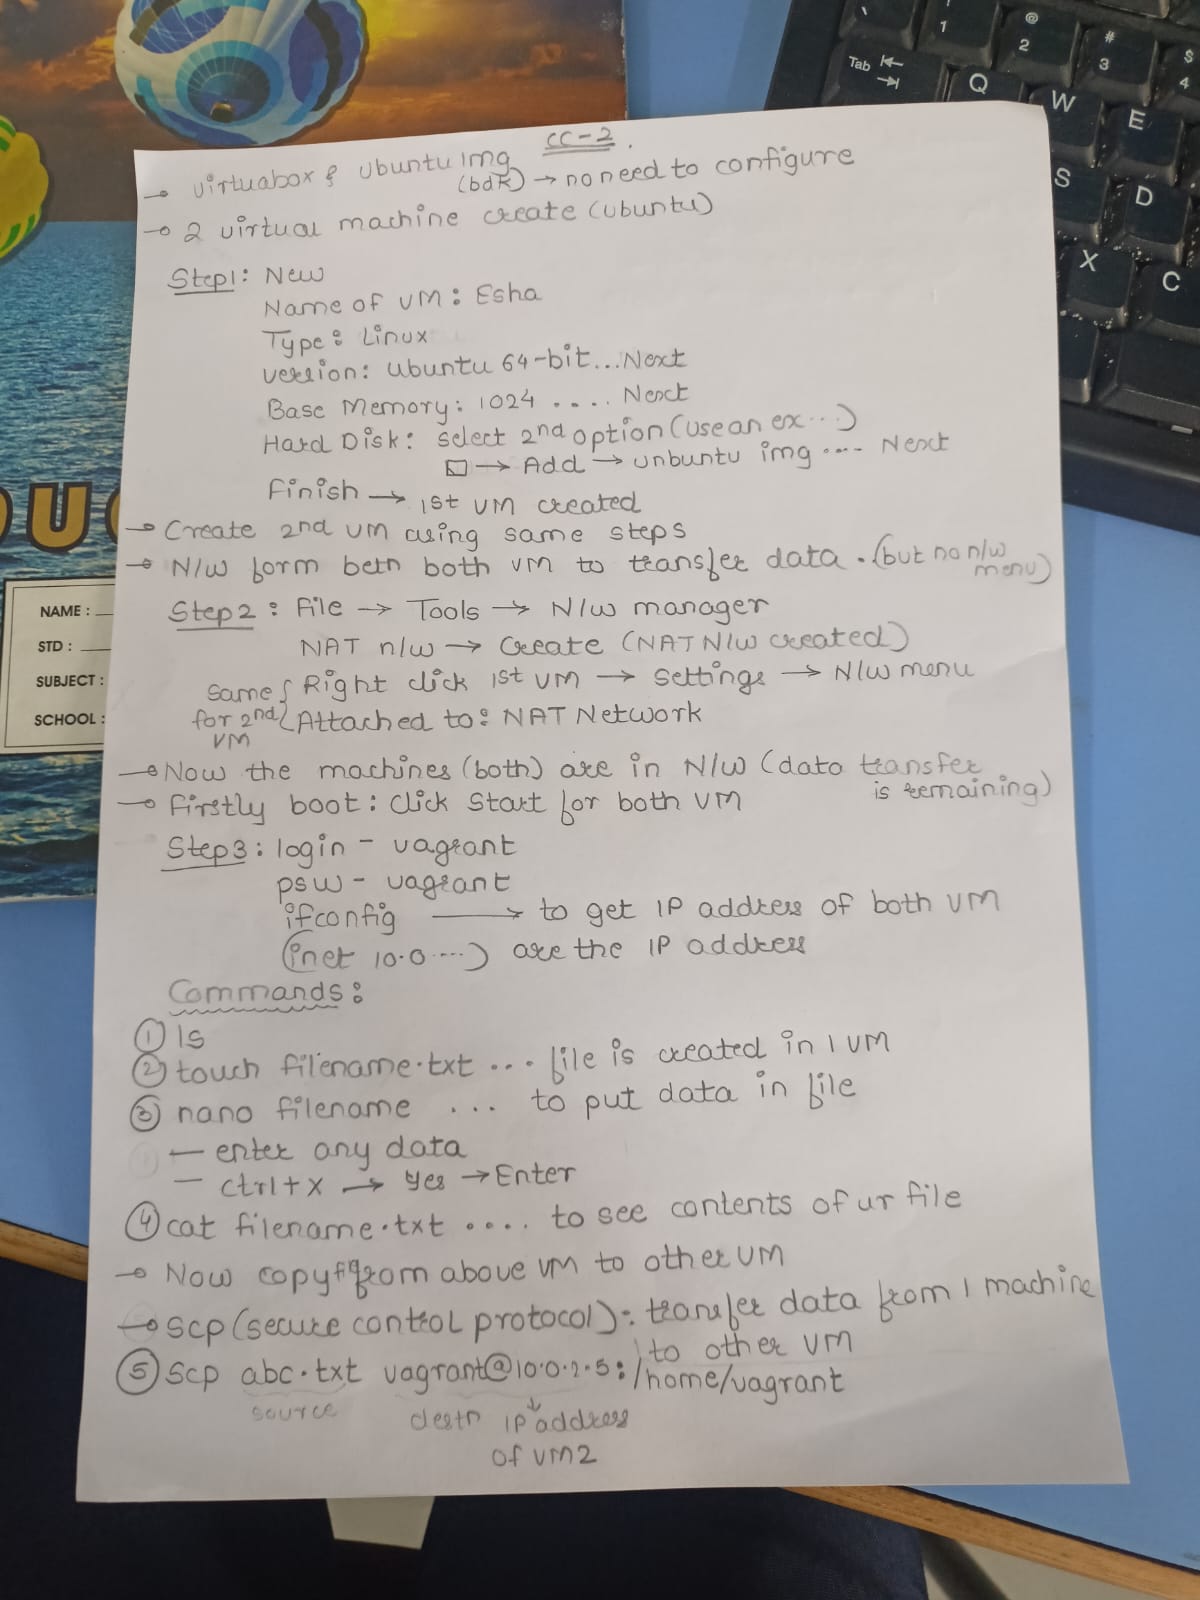 CC-2.
→ virtuabox & ubuntu img
(bdk) → no need to configure
→ 2 virtual machine create (ubuntu)
Step1: New
Name of VM: Esha
Type: Linux
version: ubuntu 64-bit...Next
Base Memory: 1024 .... Next
Hard Disk: select 2nd option (use an ex...)
→ Add → unbuntu img .... Next
Finish → 1st VM created
→ Create 2nd VM using same steps
→ N/w form betn both VM to transfer data. (but no n/w menu)
Step2: File → Tools → N/w manager
NAT n/w → Create (NAT N/w created)
Same for 2nd VM { Right click 1st VM → Settings → N/w menu
Attached to: NAT Network
→ Now the machines (both) are in N/w (data transfer is remaining)
→ Firstly boot: Click Start for both VM
Step3: login - vagrant
psw - vagrant
ifconfig → to get IP address of both VM
(inet 10.0....) are the IP address
Commands:
① ls
② touch filename.txt ... file is created in 1 VM
③ nano filename ... to put data in file
— enter any data
— ctrl+x → Yes → Enter
④ cat filename.txt .... to see contents of ur file
→ Now copy from above VM to other VM
→ scp (secure control protocol): transfer data from 1 machine
to other VM
⑤ scp abc.txt vagrant@10.0.2.5:/home/vagrant
source destn IP address
of VM2
NAME:
STD:
SUBJECT:
SCHOOL:
Tab
1
@
2
#
3
$
4
Q
W
E
S
D
X
C